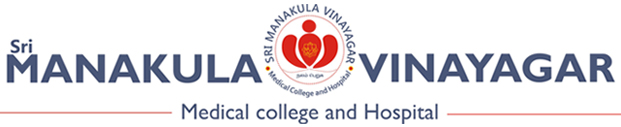 Sri
MANAKULA VINAYAGAR
SRI MANAKULA VINAYAGAR
Medical College and Hospital
Medical college and Hospital